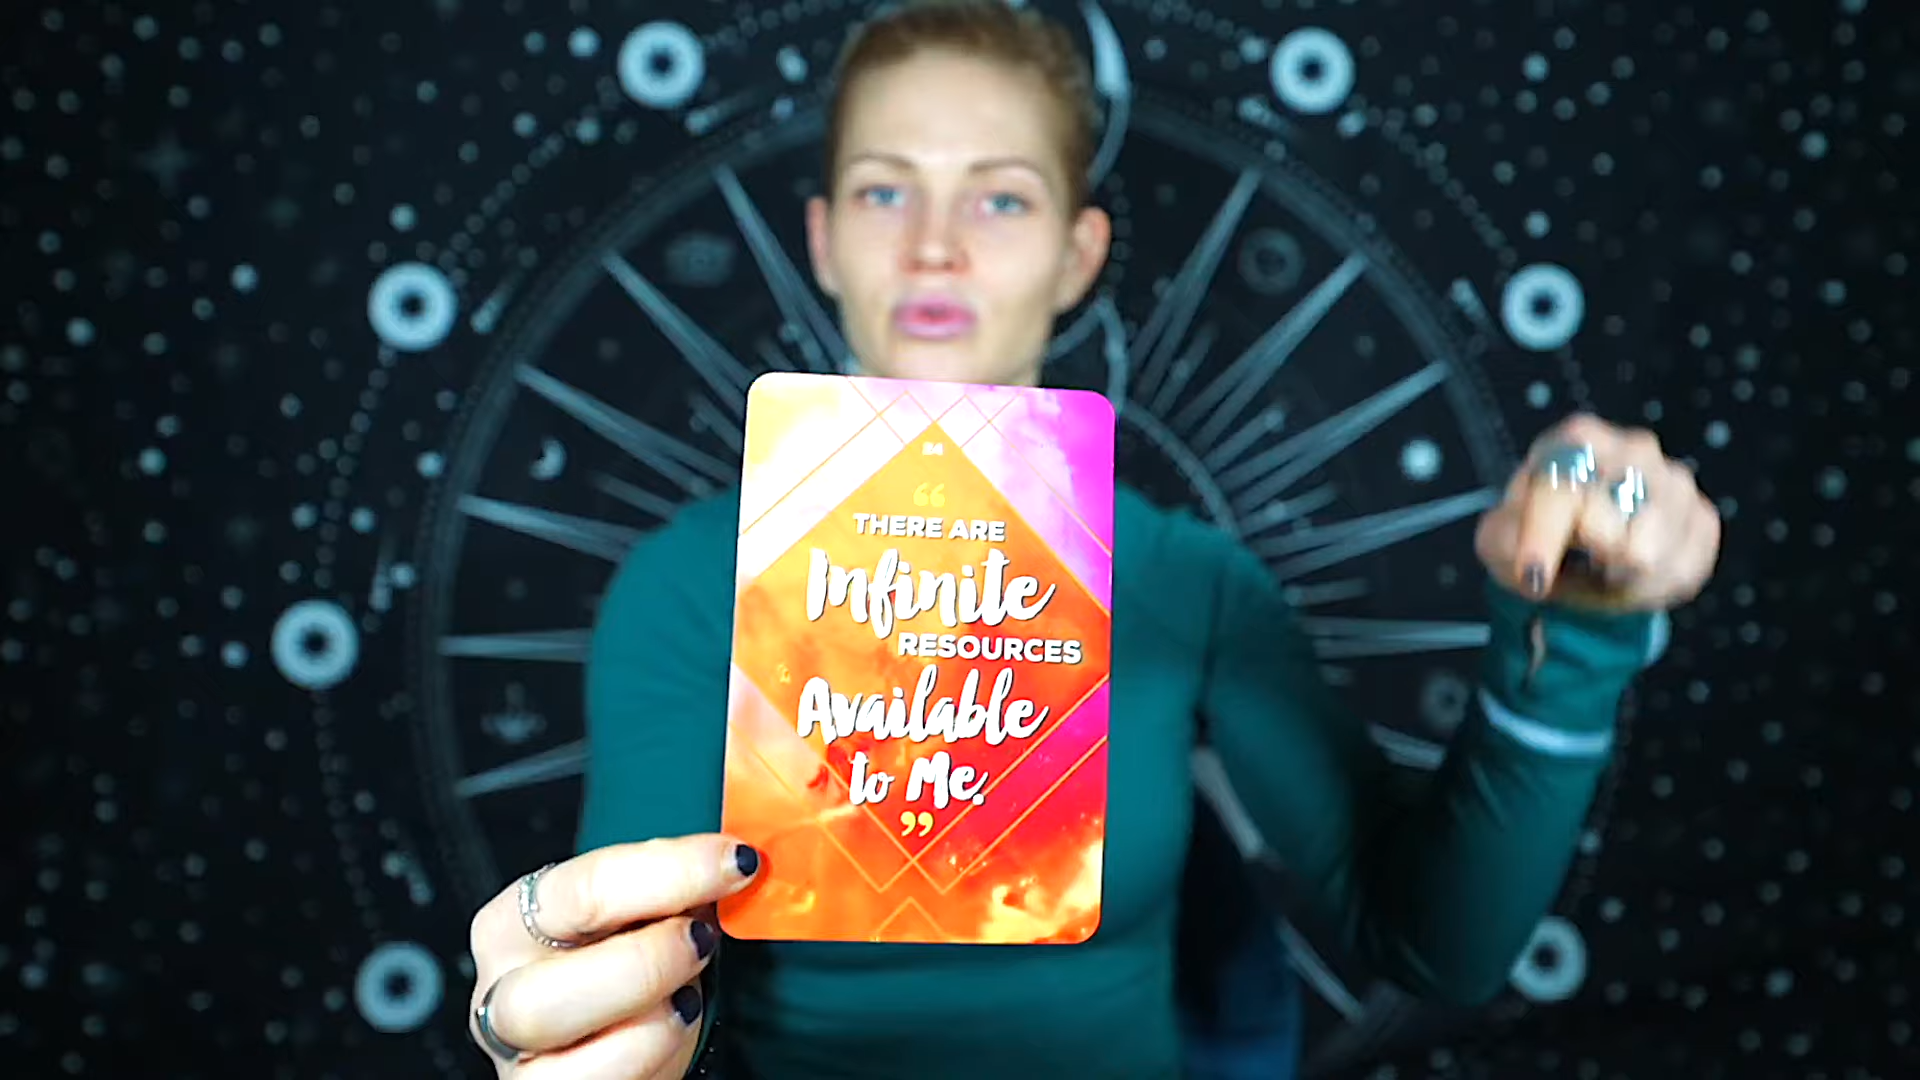 “
THERE ARE
Infinite
RESOURCES
Available
to Me.
”